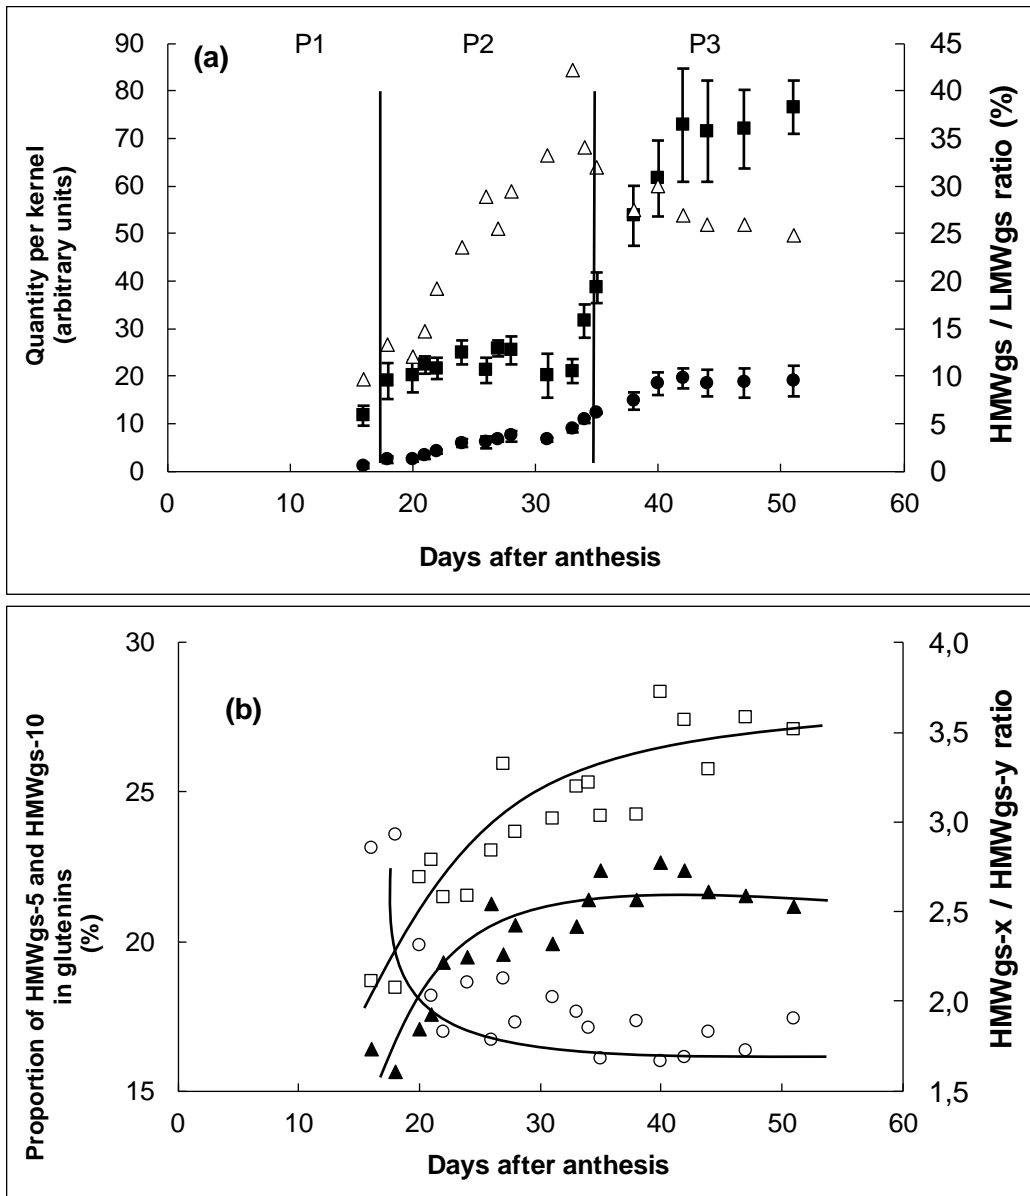 P1 P2 P3
(a)
90
80
70
60
50
40
30
20
10
0
45
40
35
30
25
20
15
10
5
0
0 10 20 30 40 50 60
Quantity per kernel
(arbitrary units)
HMWgs / LMWgs ratio (%)
Days after anthesis
(b)
30
25
20
15
4,0
3,5
3,0
2,5
2,0
1,5
0 10 20 30 40 50 60
Proportion of HMWgs-5 and HMWgs-10
in glutenins
(%)
HMWgs-x / HMWgs-y ratio
Days after anthesis